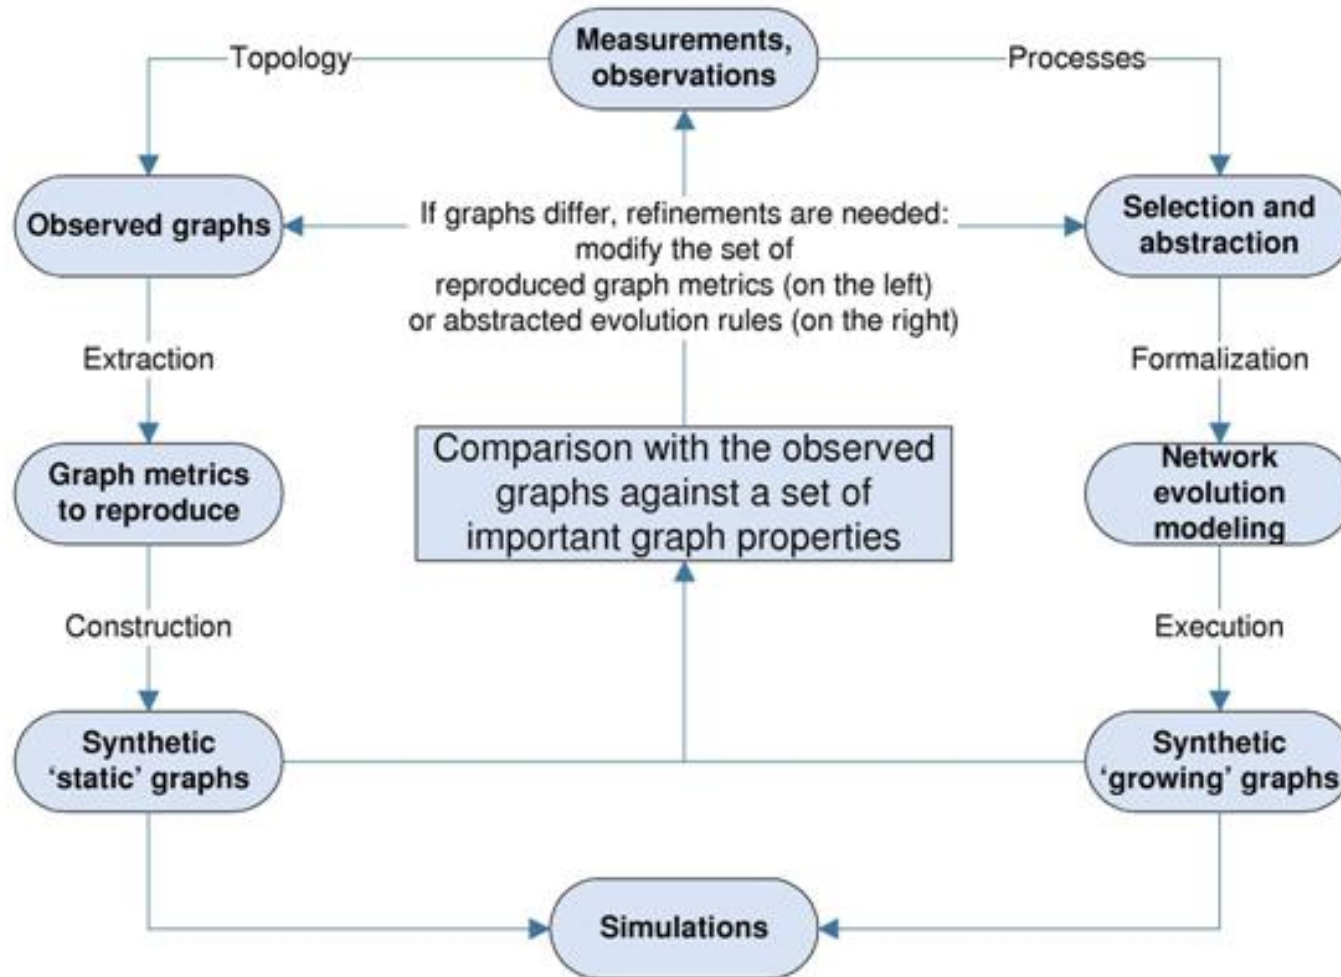 Measurements,
observations
Topology
Processes
Observed graphs
If graphs differ, refinements are needed:
modify the set of
reproduced graph metrics (on the left)
or abstracted evolution rules (on the right)
Selection and
abstraction
Extraction
Formalization
Graph metrics
to reproduce
Comparison with the observed
graphs against a set of
important graph properties
Network
evolution
modeling
Construction
Execution
Synthetic
‘static’ graphs
Synthetic
‘growing’ graphs
Simulations